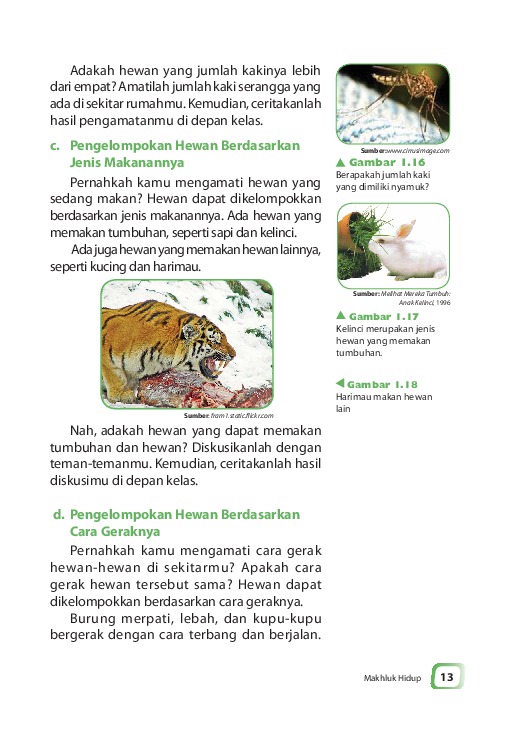 Adakah hewan yang jumlah kakinya lebih
dari empat? Amatilah jumlah kaki serangga yang
ada di sekitar rumahmu. Kemudian, ceritakanlah
hasil pengamatanmu di depan kelas.
c. Pengelompokan Hewan Berdasarkan
Jenis Makanannya
Pernahkah kamu mengamati hewan yang
sedang makan? Hewan dapat dikelompokkan
berdasarkan jenis makanannya. Ada hewan yang
memakan tumbuhan, seperti sapi dan kelinci.
Ada juga hewan yang memakan hewan lainnya,
seperti kucing dan harimau.
Sumber: fram1.static.flickr.com
Nah, adakah hewan yang dapat memakan
tumbuhan dan hewan? Diskusikanlah dengan
teman-temanmu. Kemudian, ceritakanlah hasil
diskusimu di depan kelas.
d. Pengelompokan Hewan Berdasarkan
Cara Geraknya
Pernahkah kamu mengamati cara gerak
hewan-hewan di sekitarmu? Apakah cara
gerak hewan tersebut sama? Hewan dapat
dikelompokkan berdasarkan cara geraknya.
Burung merpati, lebah, dan kupu-kupu
bergerak dengan cara terbang dan berjalan.
Sumber:www.cirrusimage.com
Gambar 1.16
Berapakah jumlah kaki
yang dimiliki nyamuk?
Sumber: Melihat Mereka Tumbuh:
Anak Kelinci, 1996
Gambar 1.17
Kelinci merupakan jenis
hewan yang memakan
tumbuhan.
Gambar 1.18
Harimau makan hewan
lain
Makhluk Hidup 13